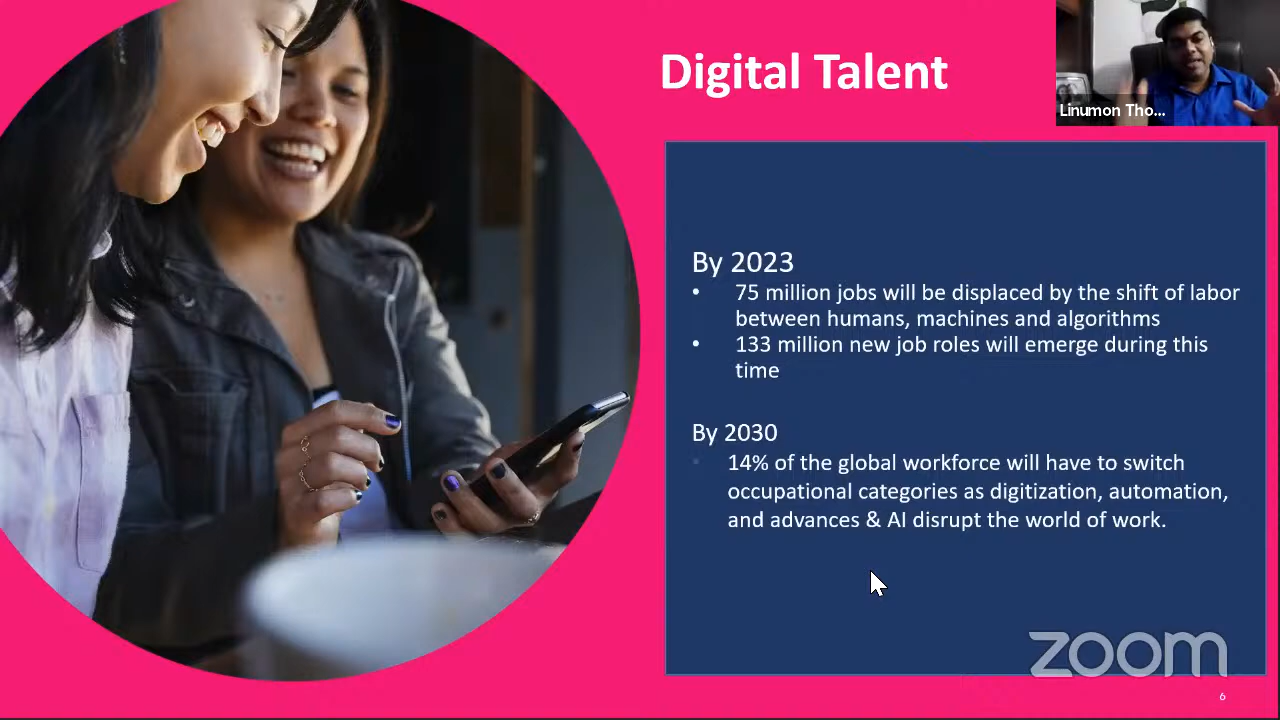 Digital Talent
Linumon Tho...
By 2023
• 75 million jobs will be displaced by the shift of labor
between humans, machines and algorithms
• 133 million new job roles will emerge during this
time
By 2030
• 14% of the global workforce will have to switch
occupational categories as digitization, automation,
and advances & AI disrupt the world of work.
zoom
6